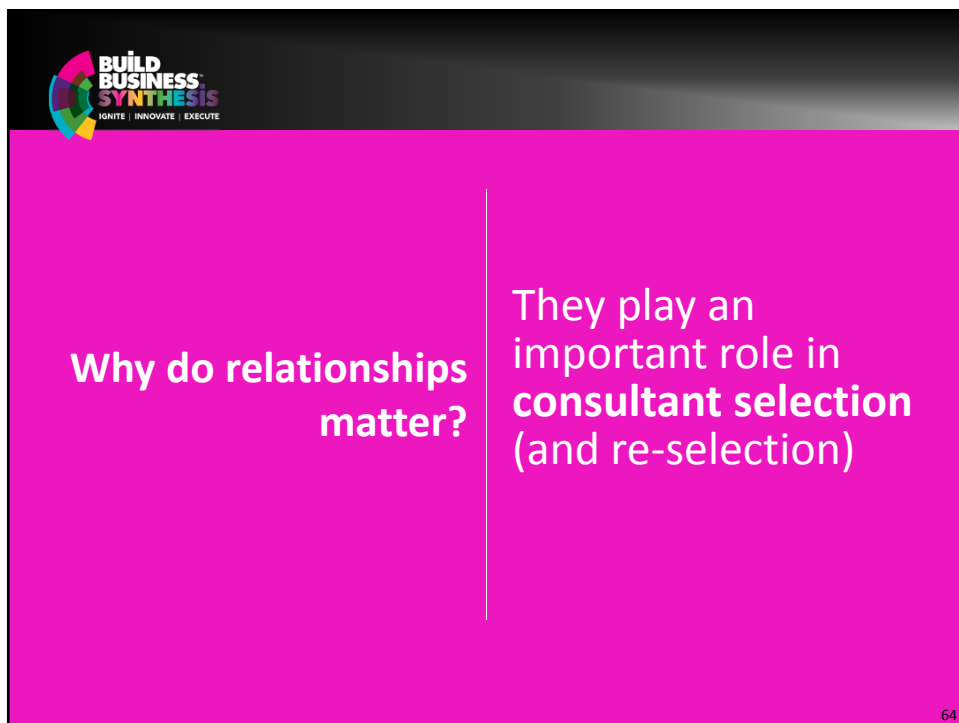 BUILD
BUSINESS™
SYNTHESIS
IGNITE | INNOVATE | EXECUTE
Why do relationships
matter?
They play an
important role in
consultant selection
(and re-selection)
64